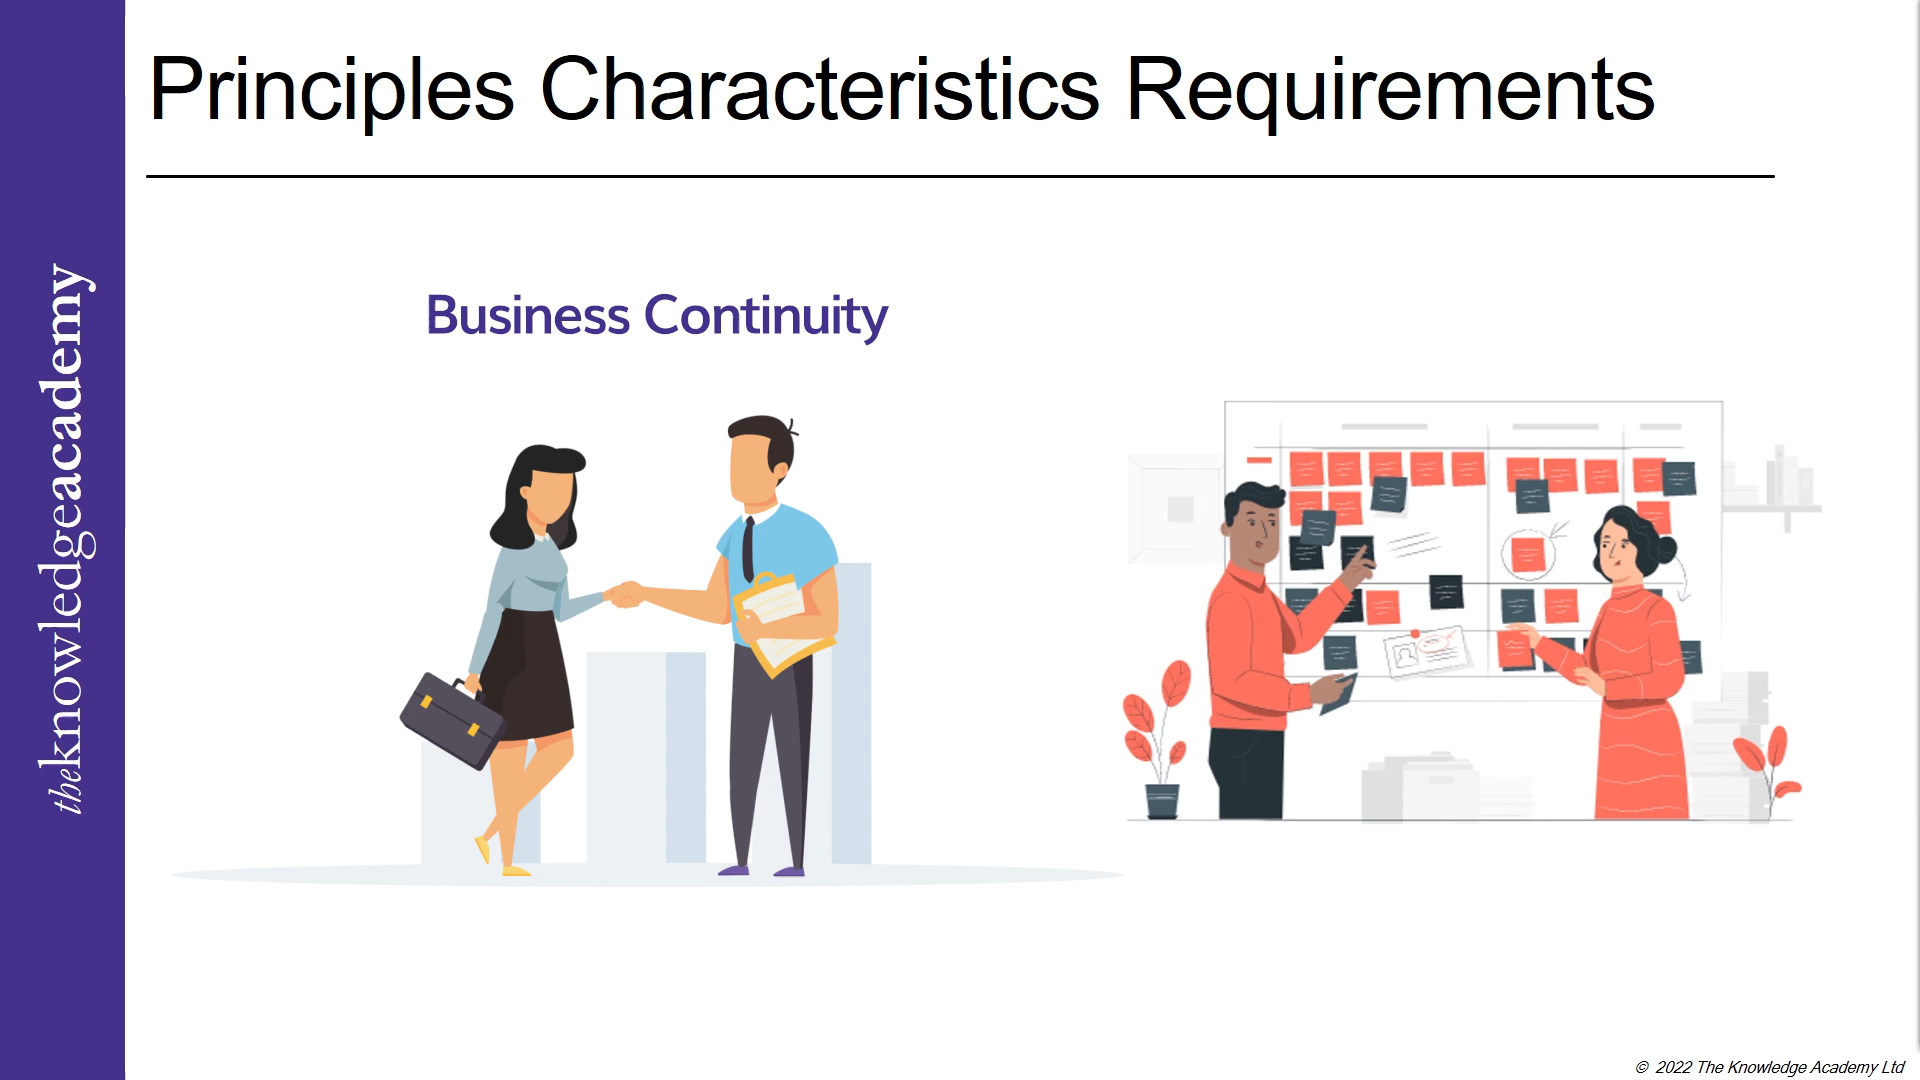 Principles Characteristics Requirements
theknowledgeacademy
Business Continuity
© 2022 The Knowledge Academy Ltd